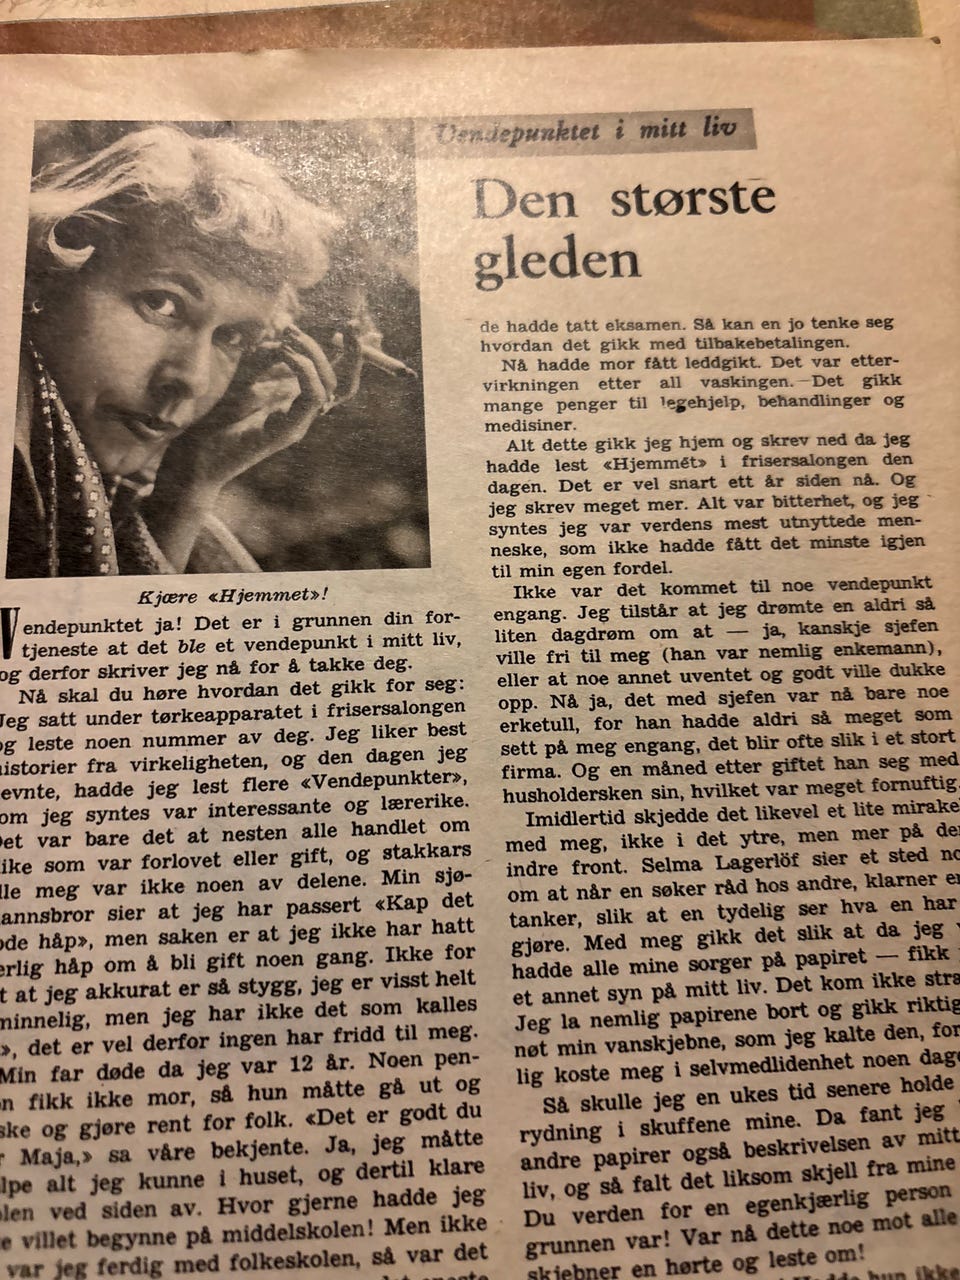 Vendepunktet i mitt liv
Den største
gleden
Kjære «Hjemmet»!
Vendepunktet ja! Det er i grunnen din for-
tjeneste at det ble et vendepunkt i mitt liv,
og derfor skriver jeg nå for å takke deg.
Nå skal du høre hvordan det gikk for seg:
Jeg satt under tørkeapparatet i frisersalongen
og leste noen nummer av deg. Jeg liker best
historier fra virkeligheten, og den dagen jeg
evnte, hadde jeg lest flere «Vendepunkter»,
om jeg syntes var interessante og lærerike.
Det var bare det at nesten alle handlet om
like som var forlovet eller gift, og stakkars
lle meg var ikke noen av delene. Min sjø-
annsbror sier at jeg har passert «Kap det
ode håp», men saken er at jeg ikke har hatt
erlig håp om å bli gift noen gang. Ikke for
t at jeg akkurat er så stygg, jeg er visst helt
minnelig, men jeg har ikke det som kalles
», det er vel derfor ingen har fridd til meg.
Min far døde da jeg var 12 år. Noen pen-
n fikk ikke mor, så hun måtte gå ut og
ske og gjøre rent for folk. «Det er godt du
r Maja,» sa våre bekjente. Ja, jeg måtte
lpe alt jeg kunne i huset, og dertil klare
olen ved siden av. Hvor gjerne hadde jeg
e villet begynne på middelskolen! Men ikke
var jeg ferdig med folkeskolen, så var det
de hadde tatt eksamen. Så kan en jo tenke seg
hvordan det gikk med tilbakebetalingen.
Nå hadde mor fått leddgikt. Det var etter-
virkningen etter all vaskingen. Det gikk
mange penger til legehjelp, behandlinger og
medisiner.
Alt dette gikk jeg hjem og skrev ned da jeg
hadde lest «Hjemmet» i frisersalongen den
dagen. Det er vel snart ett år siden nå. Og
jeg skrev meget mer. Alt var bitterhet, og jeg
syntes jeg var verdens mest utnyttede men-
neske, som ikke hadde fått det minste igjen
til min egen fordel.
Ikke var det kommet til noe vendepunkt
engang. Jeg tilstår at jeg drømte en aldri så
liten dagdrøm om at — ja, kanskje sjefen
ville fri til meg (han var nemlig enkemann),
eller at noe annet uventet og godt ville dukke
opp. Nå ja, det med sjefen var nå bare noe
erketull, for han hadde aldri så meget som
sett på meg engang, det blir ofte slik i et stort
firma. Og en måned etter giftet han seg med
husholdersken sin, hvilket var meget fornuftig.
Imidlertid skjedde det likevel et lite mirakel
med meg, ikke i det ytre, men mer på de
indre front. Selma Lagerlöf sier et sted no
om at når en søker råd hos andre, klarner en
tanker, slik at en tydelig ser hva en har
gjøre. Med meg gikk det slik at da jeg
hadde alle mine sorger på papiret — fikk
et annet syn på mitt liv. Det kom ikke stra
Jeg la nemlig papirene bort og gikk riktig
nøt min vanskjebne, som jeg kalte den, for
lig koste meg i selvmedlidenhet noen dage
Så skulle jeg en ukes tid senere holde
rydning i skuffene mine. Da fant jeg
andre papirer også beskrivelsen av mitt
liv, og så falt det liksom skjell fra mine
Du verden for en egenkjærlig person
grunnen var! Var nå dette noe mot alle
skjebner en hørte og leste om!